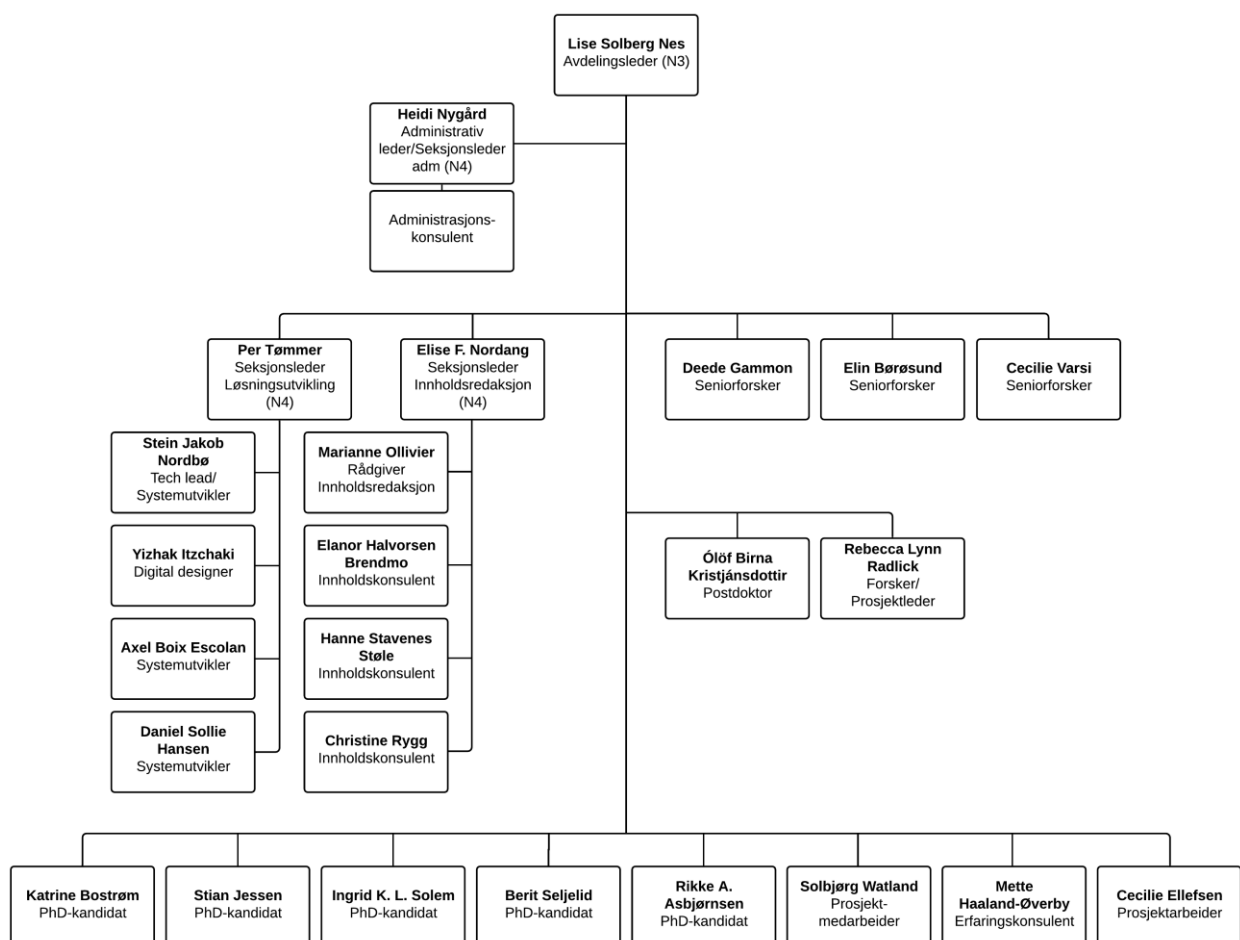 Lise Solberg Nes
Avdelingsleder (N3)
Heidi Nygård
Administrativ
leder/Seksjonsleder
adm (N4)
Administrasjons-
konsulent
Per Tømmer
Seksjonsleder
Løsningsutvikling
(N4)
Elise F. Nordang
Seksjonsleder
Innholdsredaksjon
(N4)
Deede Gammon
Seniorforsker
Elin Børøsund
Seniorforsker
Cecilie Varsi
Seniorforsker
Stein Jakob
Nordbø
Tech lead/
Systemutvikler
Marianne Ollivier
Rådgiver
Innholdsredaksjon
Yizhak Itzchaki
Digital designer
Elanor Halvorsen
Brendmo
Innholdskonsulent
Ólöf Birna
Kristjánsdottir
Postdoktor
Rebecca Lynn
Radlick
Forsker/
Prosjektleder
Axel Boix Escolan
Systemutvikler
Hanne Stavenes
Støle
Innholdskonsulent
Daniel Sollie
Hansen
Systemutvikler
Christine Rygg
Innholdskonsulent
Katrine Bostrøm
PhD-kandidat
Stian Jessen
PhD-kandidat
Ingrid K. L. Solem
PhD-kandidat
Berit Seljelid
PhD-kandidat
Rikke A.
Asbjørnsen
PhD-kandidat
Solbjørg Watland
Prosjekt-
medarbeider
Mette
Haaland-Øverby
Erfaringskonsulent
Cecilie Ellefsen
Prosjektarbeider